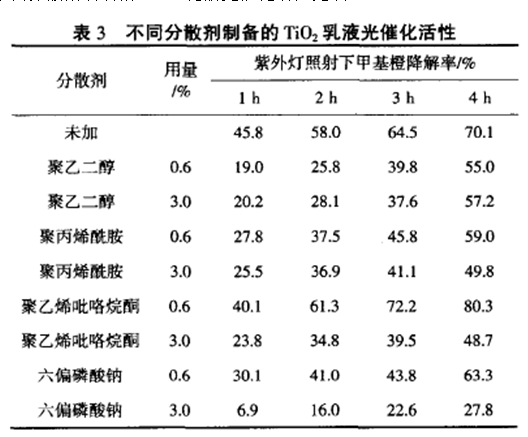 表 3 不同分散剂制备的 TiO₂ 乳液光催化活性
分散剂 用量/% 紫外灯照射下甲基橙降解率/%
1 h 2 h 3 h 4 h
未加 45.8 58.0 64.5 70.1
聚乙二醇 0.6 19.0 25.8 39.8 55.0
聚乙二醇 3.0 20.2 28.1 37.6 57.2
聚丙烯酰胺 0.6 27.8 37.5 45.8 59.0
聚丙烯酰胺 3.0 25.5 36.9 41.1 49.8
聚乙烯吡咯烷酮 0.6 40.1 61.3 72.2 80.3
聚乙烯吡咯烷酮 3.0 23.8 34.8 39.5 48.7
六偏磷酸钠 0.6 30.1 41.0 43.8 63.3
六偏磷酸钠 3.0 6.9 16.0 22.6 27.8